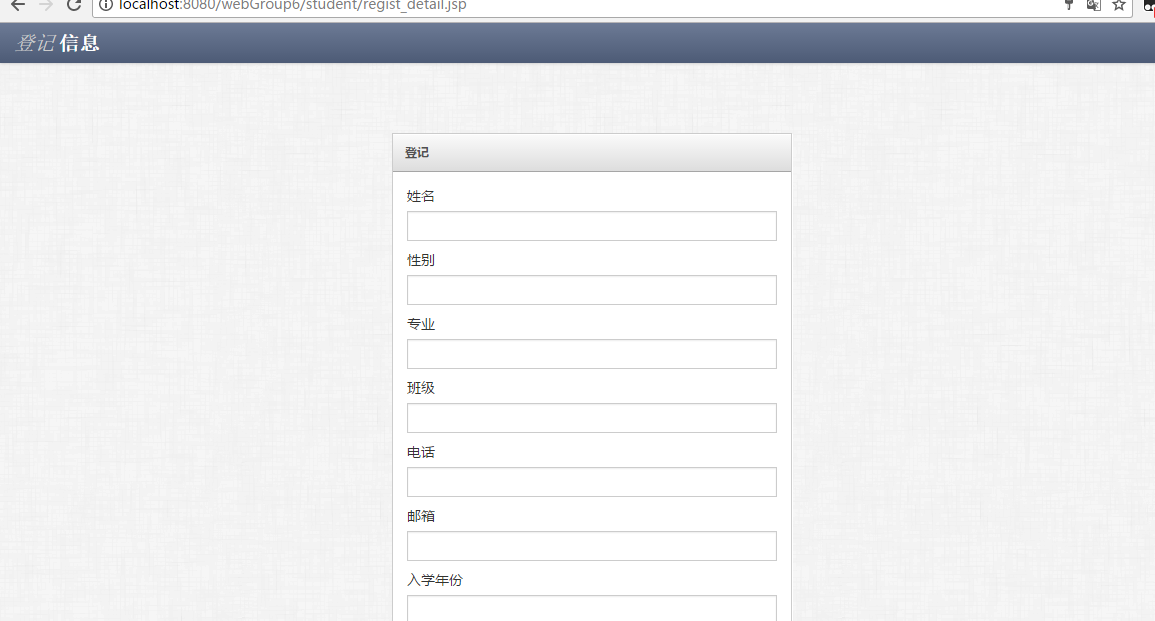 localhost:8080/webGroup6/student/regist_detail.jsp
登记 信息
登记
姓名
性别
专业
班级
电话
邮箱
入学年份